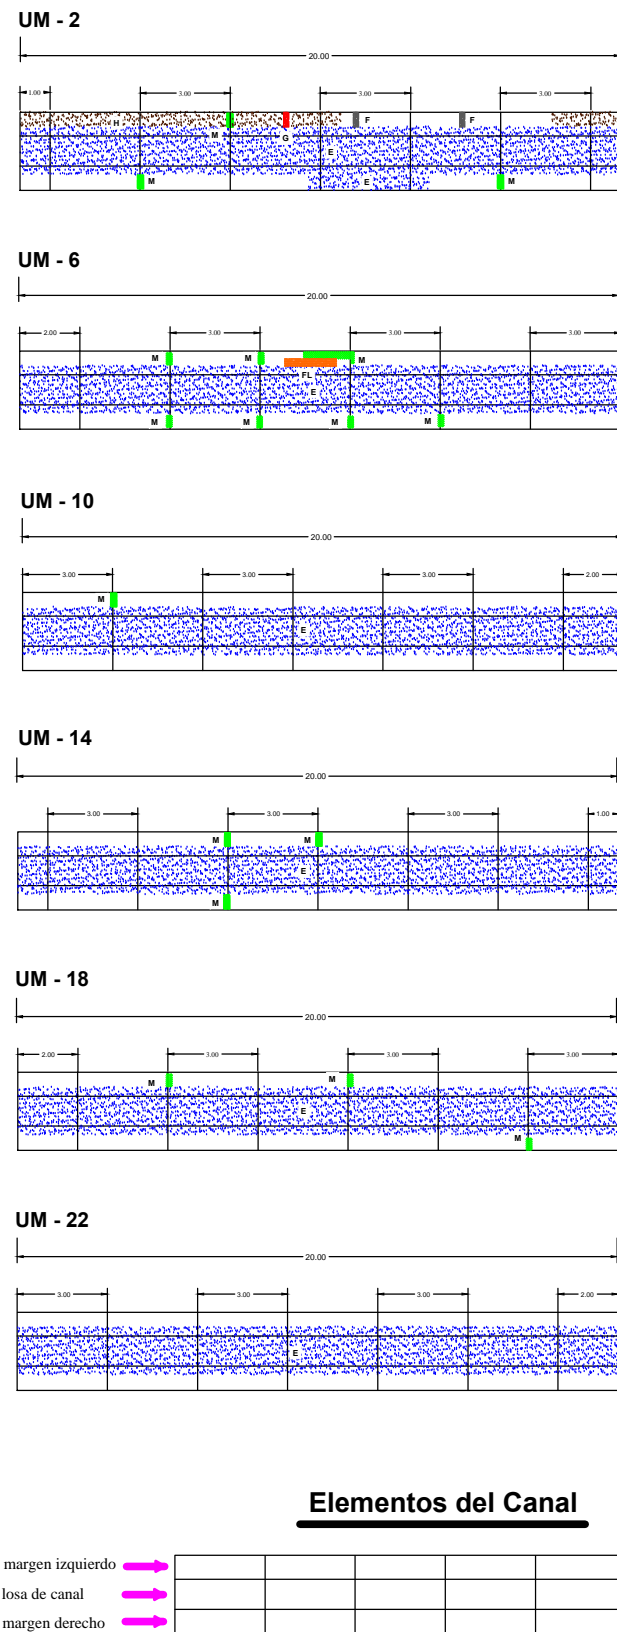 UM - 2
20.00
1.00 3.00 3.00 3.00
H M G F F
E
M E M
UM - 6
20.00
2.00 3.00 3.00 3.00
M M M
FL
E
M M M M
UM - 10
20.00
3.00 3.00 3.00 2.00
M
E
UM - 14
20.00
3.00 3.00 3.00 1.00
M M
E
M
UM - 18
20.00
2.00 3.00 3.00 3.00
M M
E
M
UM - 22
20.00
3.00 3.00 3.00 2.00
E
Elementos del Canal
margen izquierdo
losa de canal
margen derecho